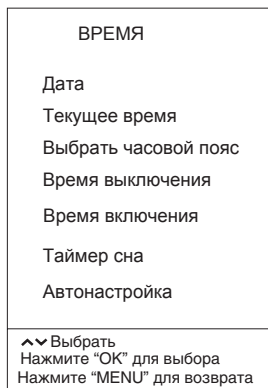 ВРЕМЯ
Дата
Текущее время
Выбрать часовой пояс
Время выключения
Время включения
Таймер сна
Автонастройка
Выбрать
Нажмите “OK” для выбора
Нажмите “MENU” для возврата